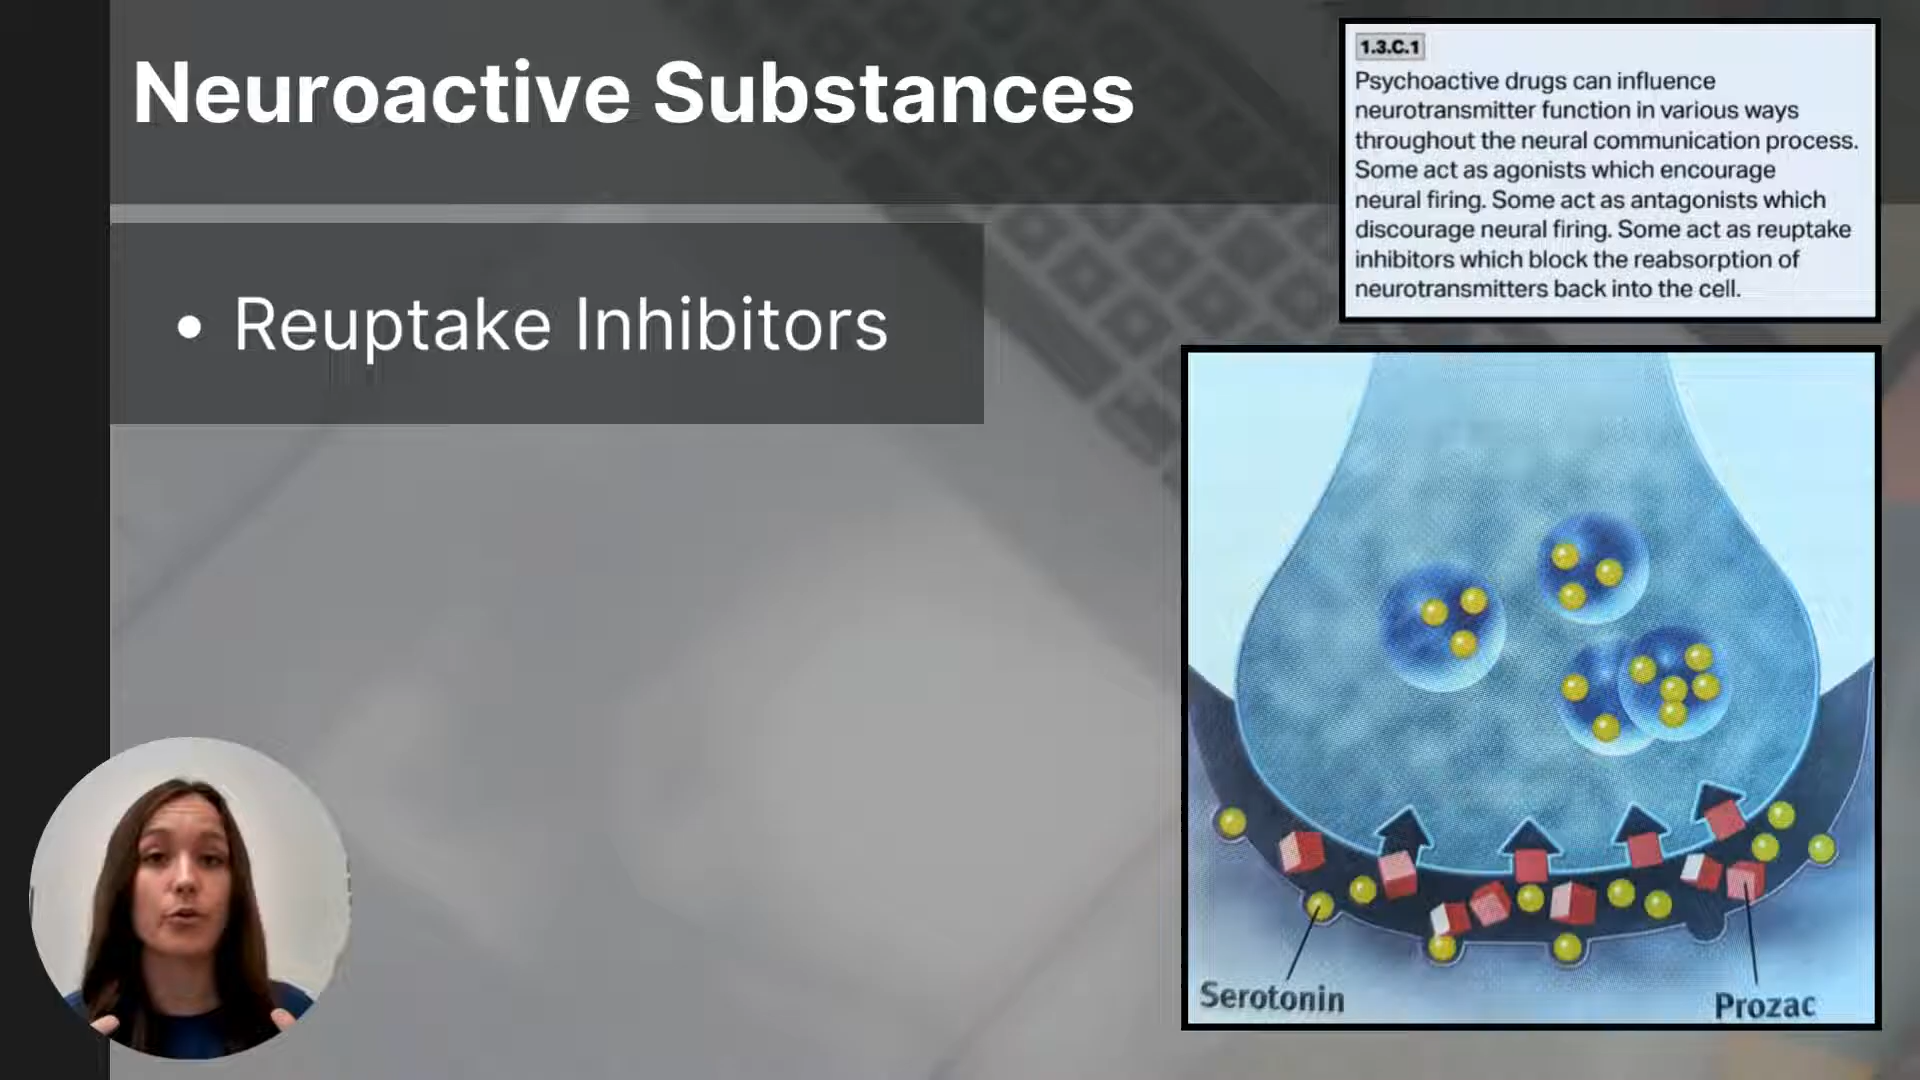 Neuroactive Substances
• Reuptake Inhibitors
1.3.C.1
Psychoactive drugs can influence
neurotransmitter function in various ways
throughout the neural communication process.
Some act as agonists which encourage
neural firing. Some act as antagonists which
discourage neural firing. Some act as reuptake
inhibitors which block the reabsorption of
neurotransmitters back into the cell.
Serotonin
Prozac